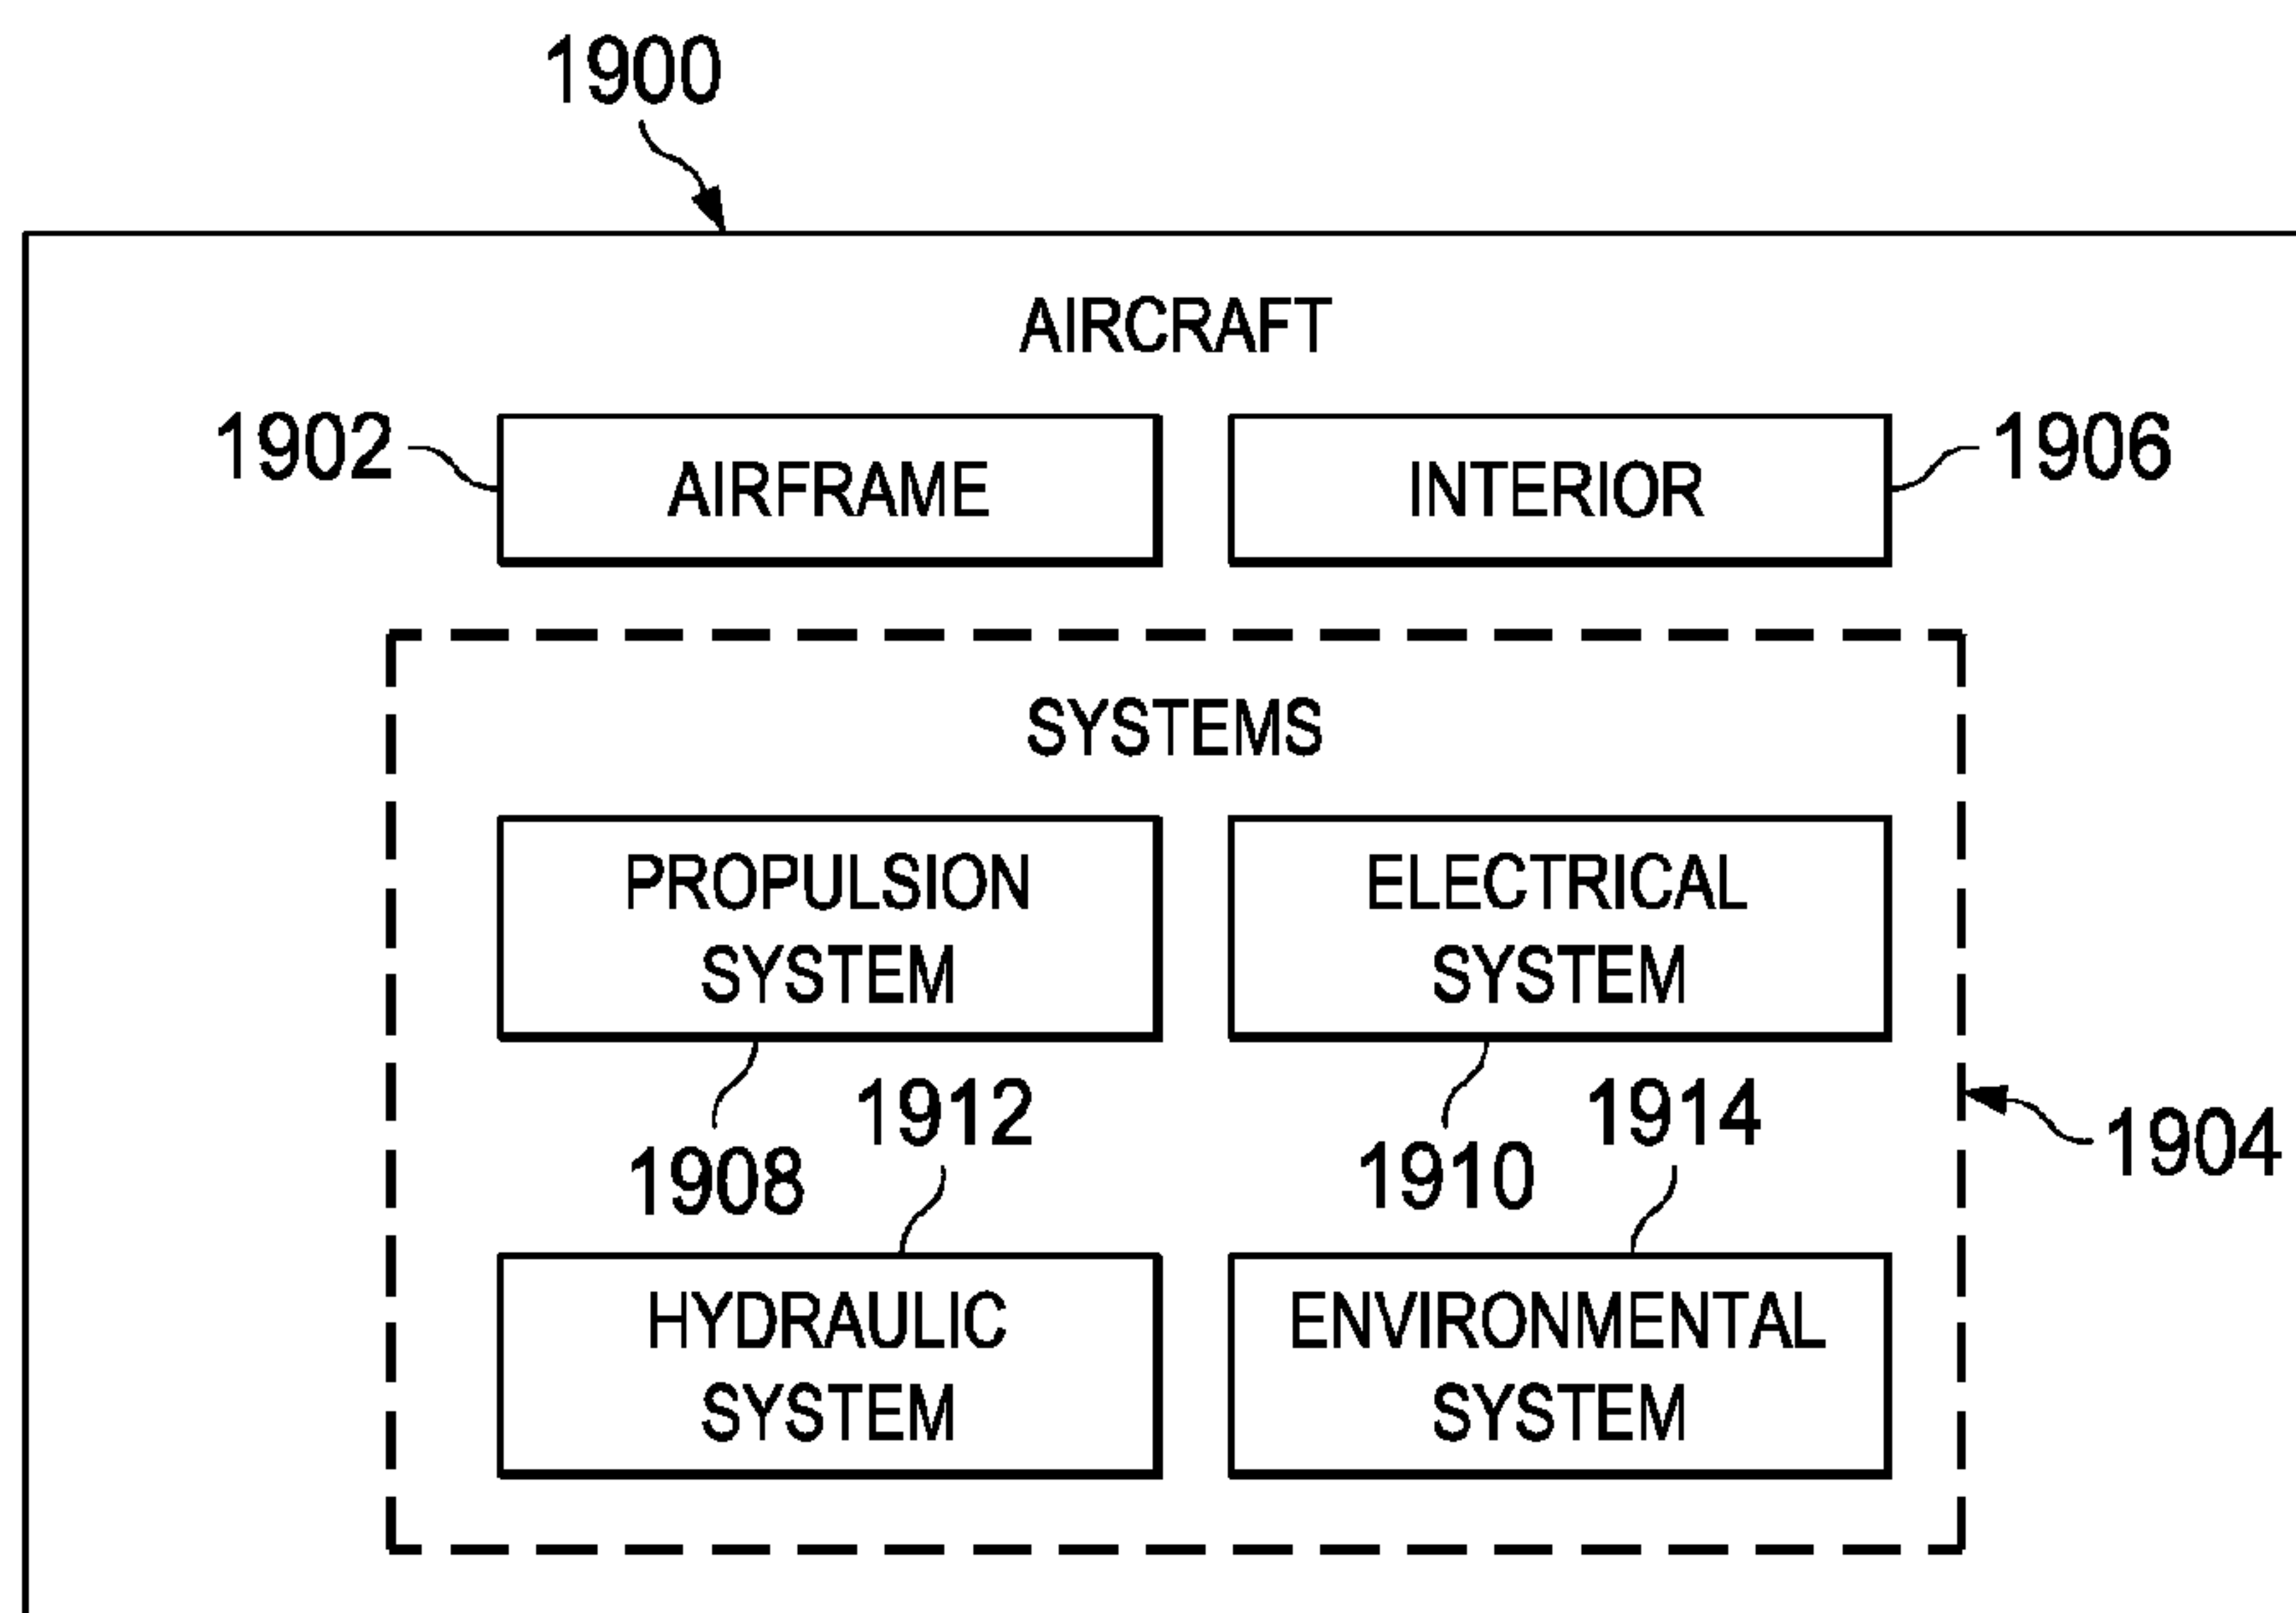 1900
AIRCRAFT
1902
AIRFRAME
INTERIOR
1906
SYSTEMS
PROPULSION
SYSTEM
ELECTRICAL
SYSTEM
1908
1912
1910
1914
1904
HYDRAULIC
SYSTEM
ENVIRONMENTAL
SYSTEM